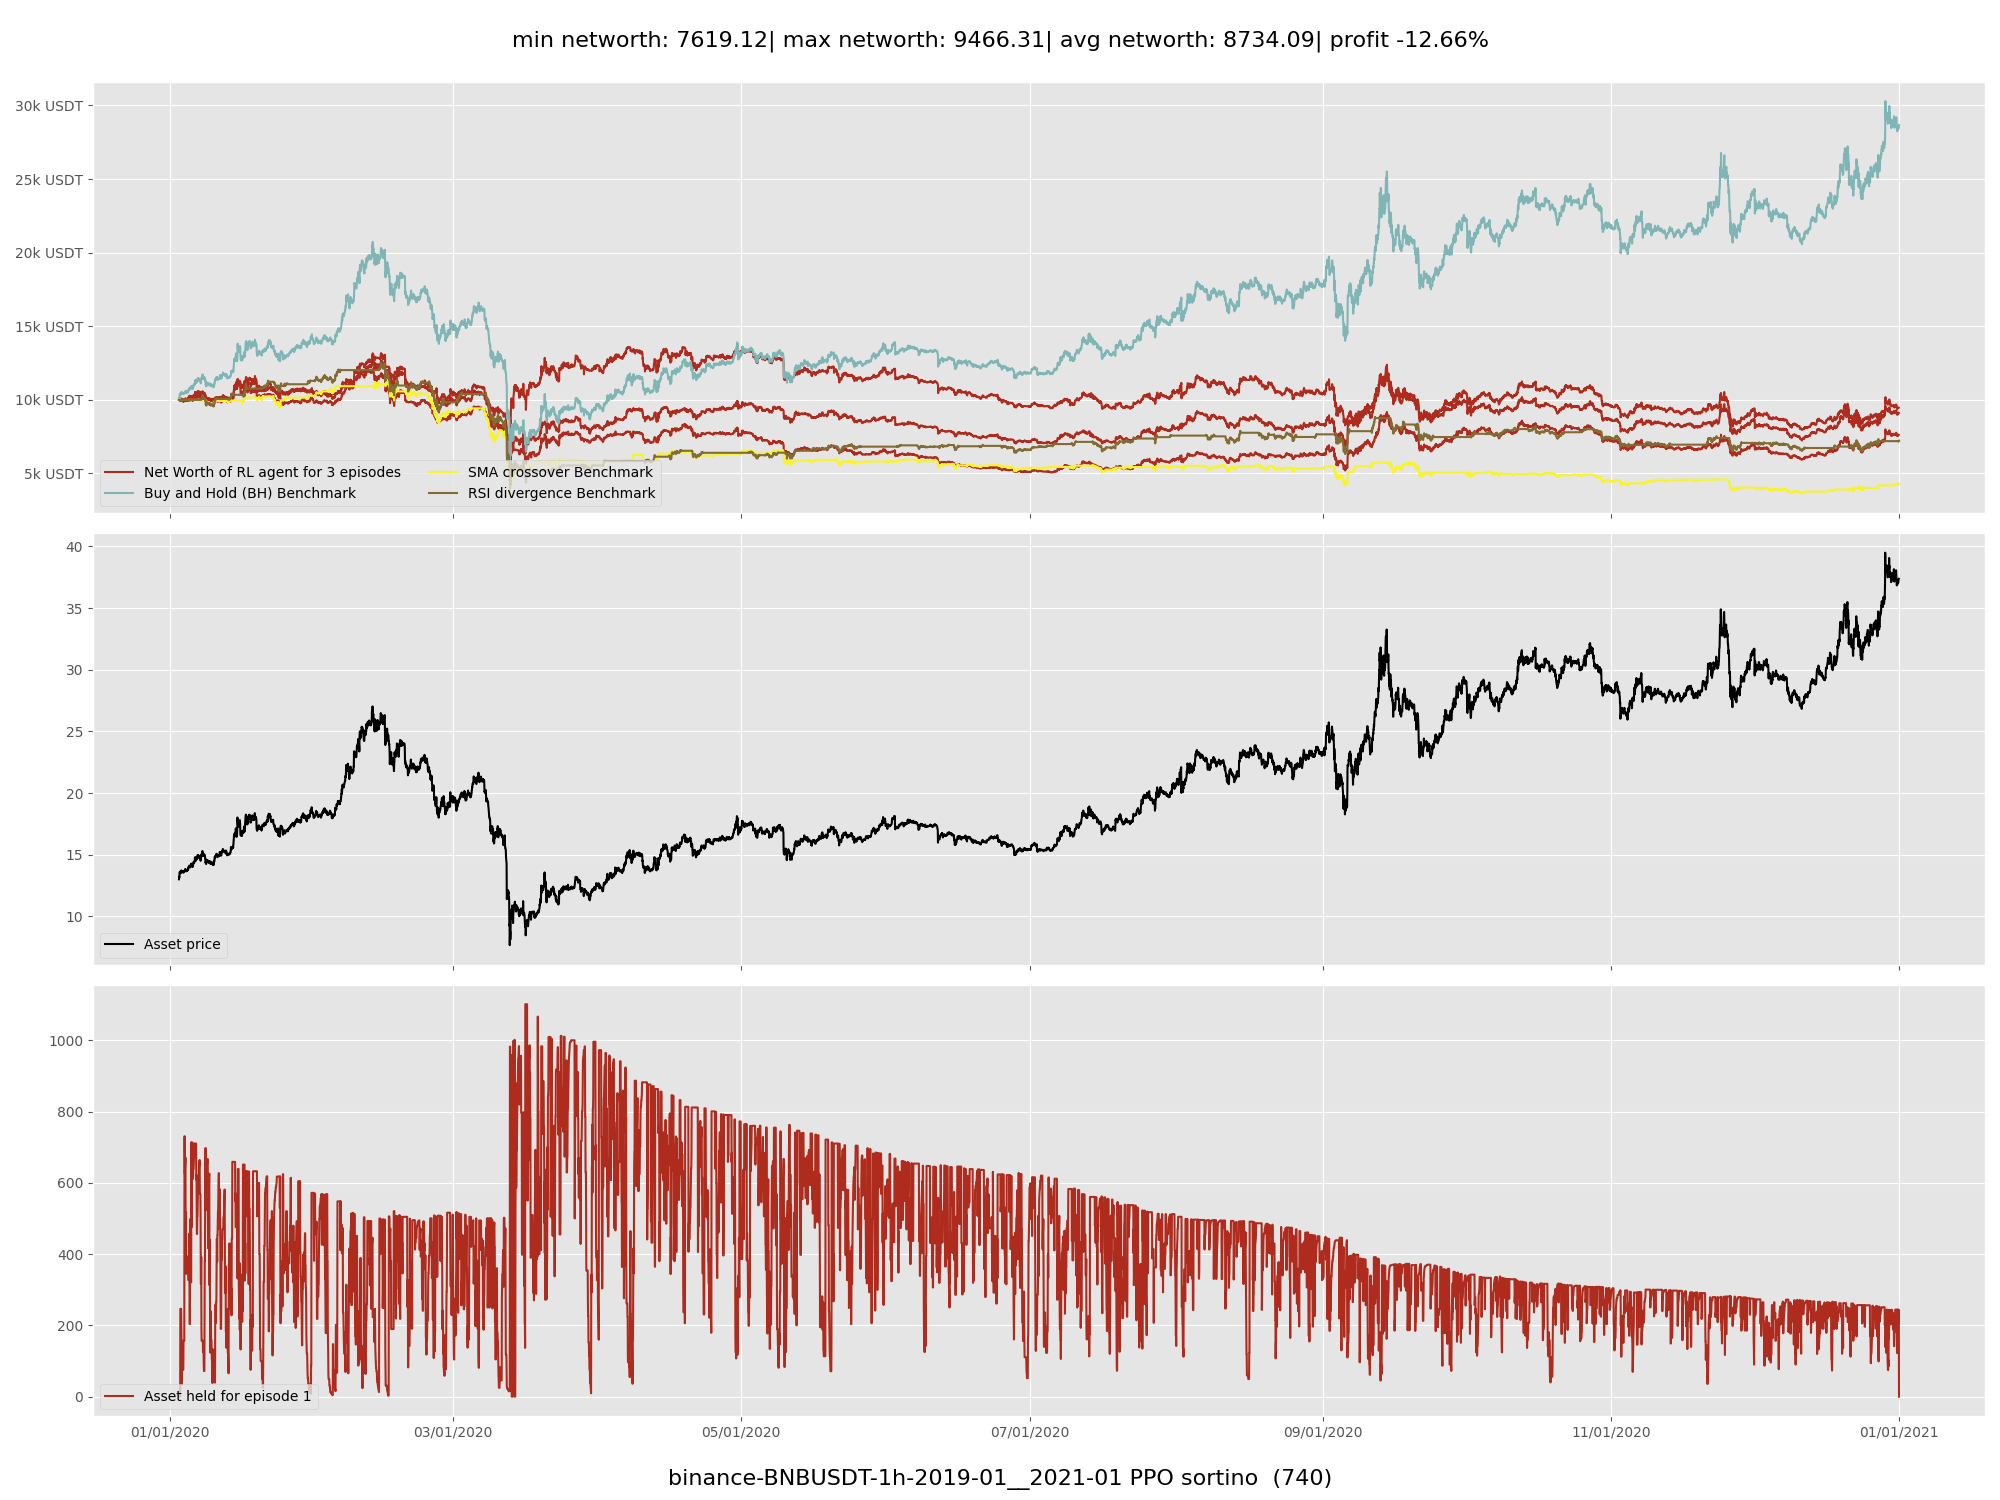 min networth: 7619.12| max networth: 9466.31| avg networth: 8734.09| profit -12.66%
30k USDT
25k USDT
20k USDT
15k USDT
10k USDT
5k USDT
Net Worth of RL agent for 3 episodes
Buy and Hold (BH) Benchmark
SMA crossover Benchmark
RSI divergence Benchmark
40
35
30
25
20
15
10
Asset price
1000
800
600
400
200
0
Asset held for episode 1
01/01/2020
03/01/2020
05/01/2020
07/01/2020
09/01/2020
11/01/2020
01/01/2021
binance-BNBUSDT-1h-2019-01__2021-01 PPO sortino  (740)